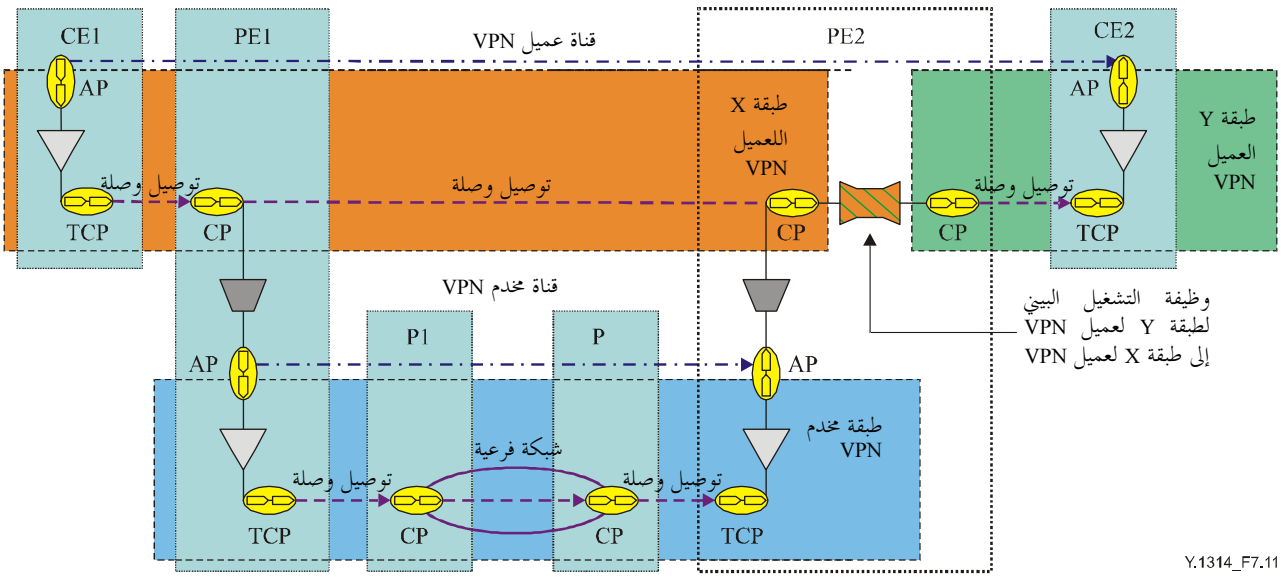 CE1
PE1
قناة عميل VPN
PE2
CE2
AP
AP
طبقة X
اللعميل
VPN
طبقة Y
العميل
VPN
توصيل وصلة
توصيل وصلة
توصيل وصلة
TCP
CP
CP
CP
TCP
قناة مخدم VPN
وظيفة التشغيل البيني
لطبقة Y لعميل VPN
إلى طبقة X لعميل VPN
P1
P
AP
AP
طبقة مخدم
VPN
شبكة فرعية
توصيل وصلة
توصيل وصلة
TCP
CP
CP
TCP
Y.1314_F7.11